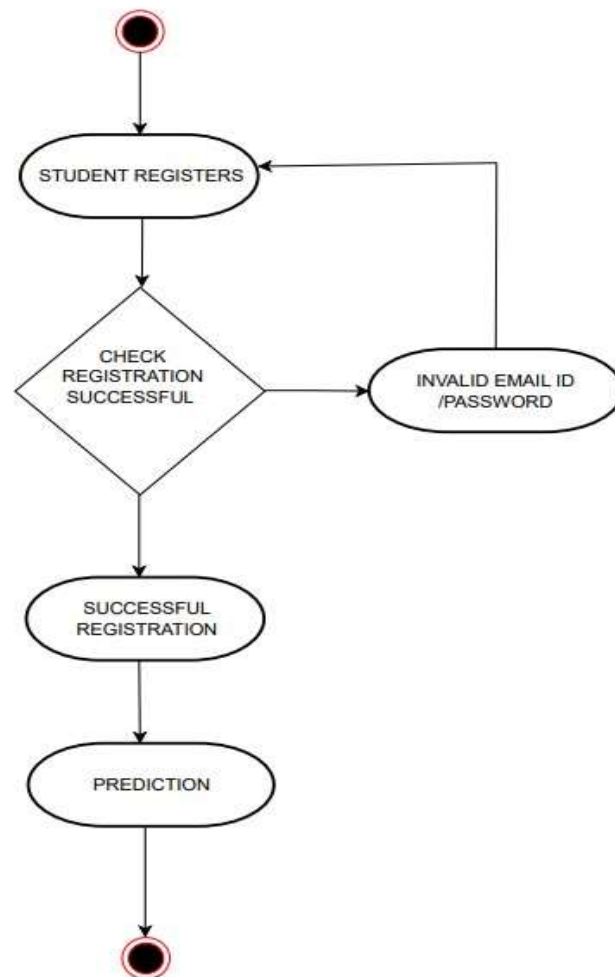 STUDENT REGISTERS
CHECK
REGISTRATION
SUCCESSFUL
INVALID EMAIL ID
/PASSWORD
SUCCESSFUL
REGISTRATION
PREDICTION